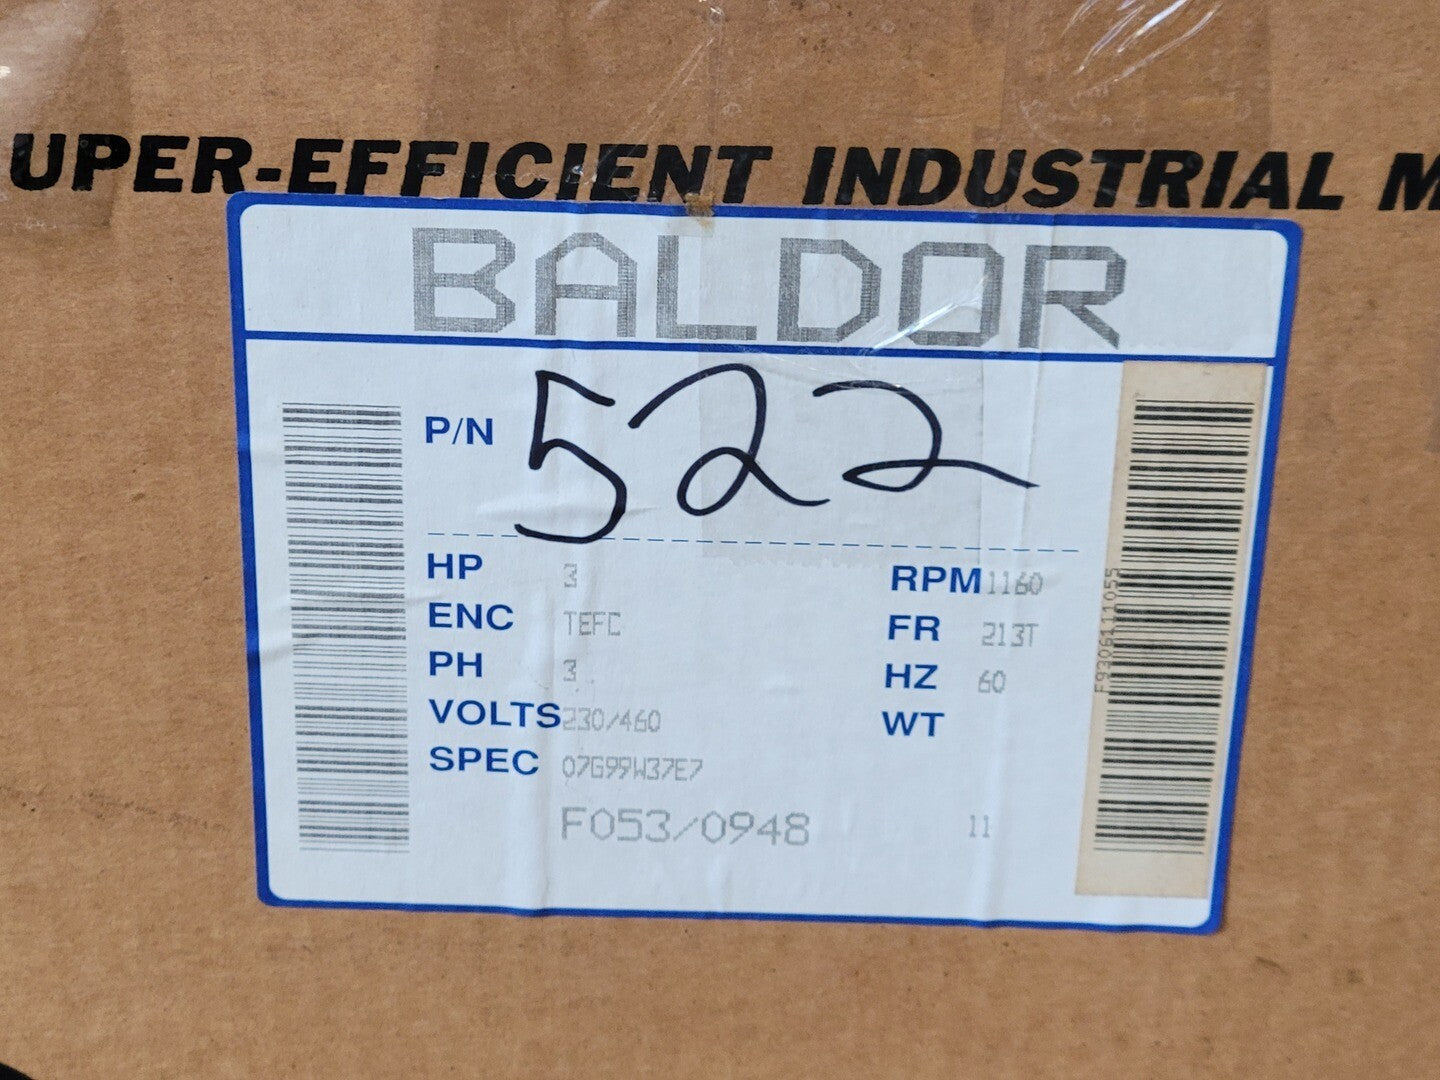 UPER-EFFICIENT INDUSTRIAL M
BALDOR
P/N 522
HP 3 RPM 1160
ENC TEFC FR 213T
PH 3 HZ 60
VOLTS 230/460 WT
SPEC 07G99W37E7
F053/0948 11
F9305111055